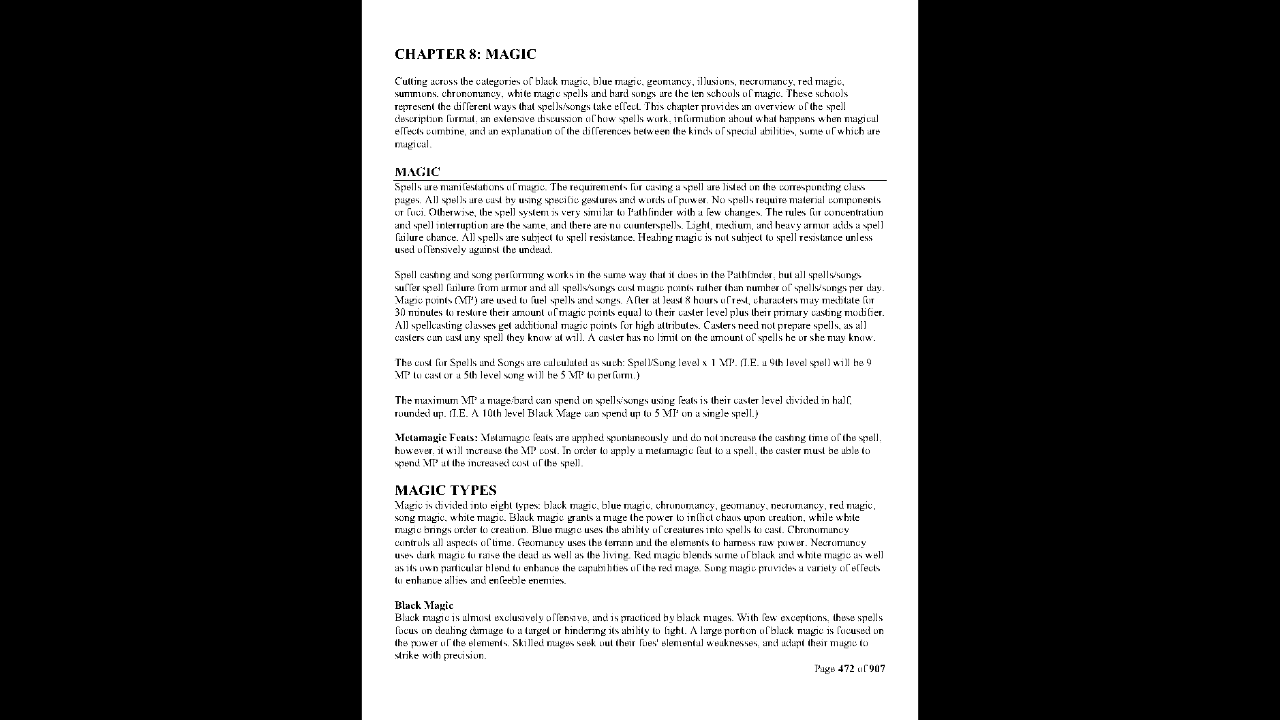 CHAPTER 8: MAGIC
Cutting across the categories of black magic, blue magic, geomancy, illusions, necromancy, red magic,
summons, chronomancy, white magic spells and bard songs are the ten schools of magic. These schools
represent the different ways that spells/songs take effect. This chapter provides an overview of the spell
description format, an extensive discussion of how spells work, information about what happens when magical
effects combine, and an explanation of the differences between the kinds of special abilities, some of which are
magical.
MAGIC
Spells are manifestations of magic. The requirements for casing a spell are listed on the corresponding class
pages. All spells are cast by using specific gestures and words of power. No spells require material components
or foci. Otherwise, the spell system is very similar to Pathfinder with a few changes. The rules for concentration
and spell interruption are the same, and there are no counterspells. Light, medium, and heavy armor adds a spell
failure chance. All spells are subject to spell resistance. Healing magic is not subject to spell resistance unless
used offensively against the undead.
Spell casting and song performing works in the same way that it does in the Pathfinder, but all spells/songs
suffer spell failure from armor and all spells/songs cost magic points rather than number of spells/songs per day.
Magic points (MP) are used to fuel spells and songs. After at least 8 hours of rest, characters may meditate for
30 minutes to restore their amount of magic points equal to their caster level plus their primary casting modifier.
All spellcasting classes get additional magic points for high attributes. Casters need not prepare spells, as all
casters can cast any spell they know at will. A caster has no limit on the amount of spells he or she may know.
The cost for Spells and Songs are calculated as such: Spell/Song level x 1 MP. (I.E. a 9th level spell will be 9
MP to cast or a 5th level song will be 5 MP to perform.)
The maximum MP a mage/bard can spend on spells/songs using feats is their caster level divided in half,
rounded up. (I.E. A 10th level Black Mage can spend up to 5 MP on a single spell.)
Metamagic Feats: Metamagic feats are applied spontaneously and do not increase the casting time of the spell,
however, it will increase the MP cost. In order to apply a metamagic feat to a spell, the caster must be able to
spend MP at the increased cost of the spell.
MAGIC TYPES
Magic is divided into eight types: black magic, blue magic, chronomancy, geomancy, necromancy, red magic,
song magic, white magic. Black magic grants a mage the power to inflict chaos upon creation, while white
magic brings order to creation. Blue magic uses the ability of creatures into spells to cast. Chronomancy
controls all aspects of time. Geomancy uses the terrain and the elements to harness raw power. Necromancy
uses dark magic to raise the dead as well as the living. Red magic blends some of black and white magic as well
as its own particular blend to enhance the capabilities of the red mage. Song magic provides a variety of effects
to enhance allies and enfeeble enemies.
Black Magic
Black magic is almost exclusively offensive, and is practiced by black mages. With few exceptions, these spells
focus on dealing damage to a target or hindering its ability to fight. A large portion of black magic is focused on
the power of the elements. Skilled mages seek out their foes' elemental weaknesses, and adapt their magic to
strike with precision.
Page 472 of 907